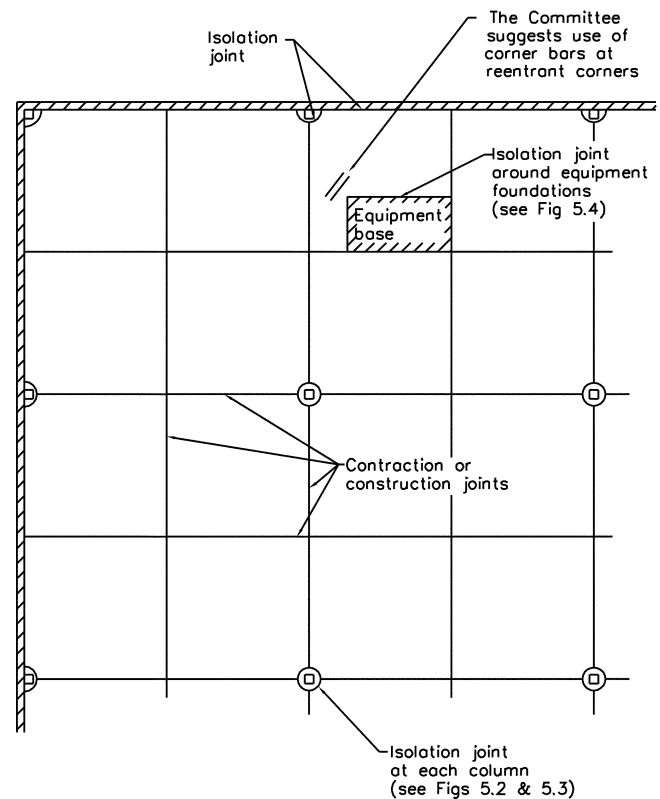 The Committee
suggests use of
corner bars at
reentrant corners
Isolation
joint
Isolation joint
around equipment
foundations
(see Fig 5.4)
Equipment
base
Contraction or
construction joints
Isolation joint
at each column
(see Figs 5.2 & 5.3)